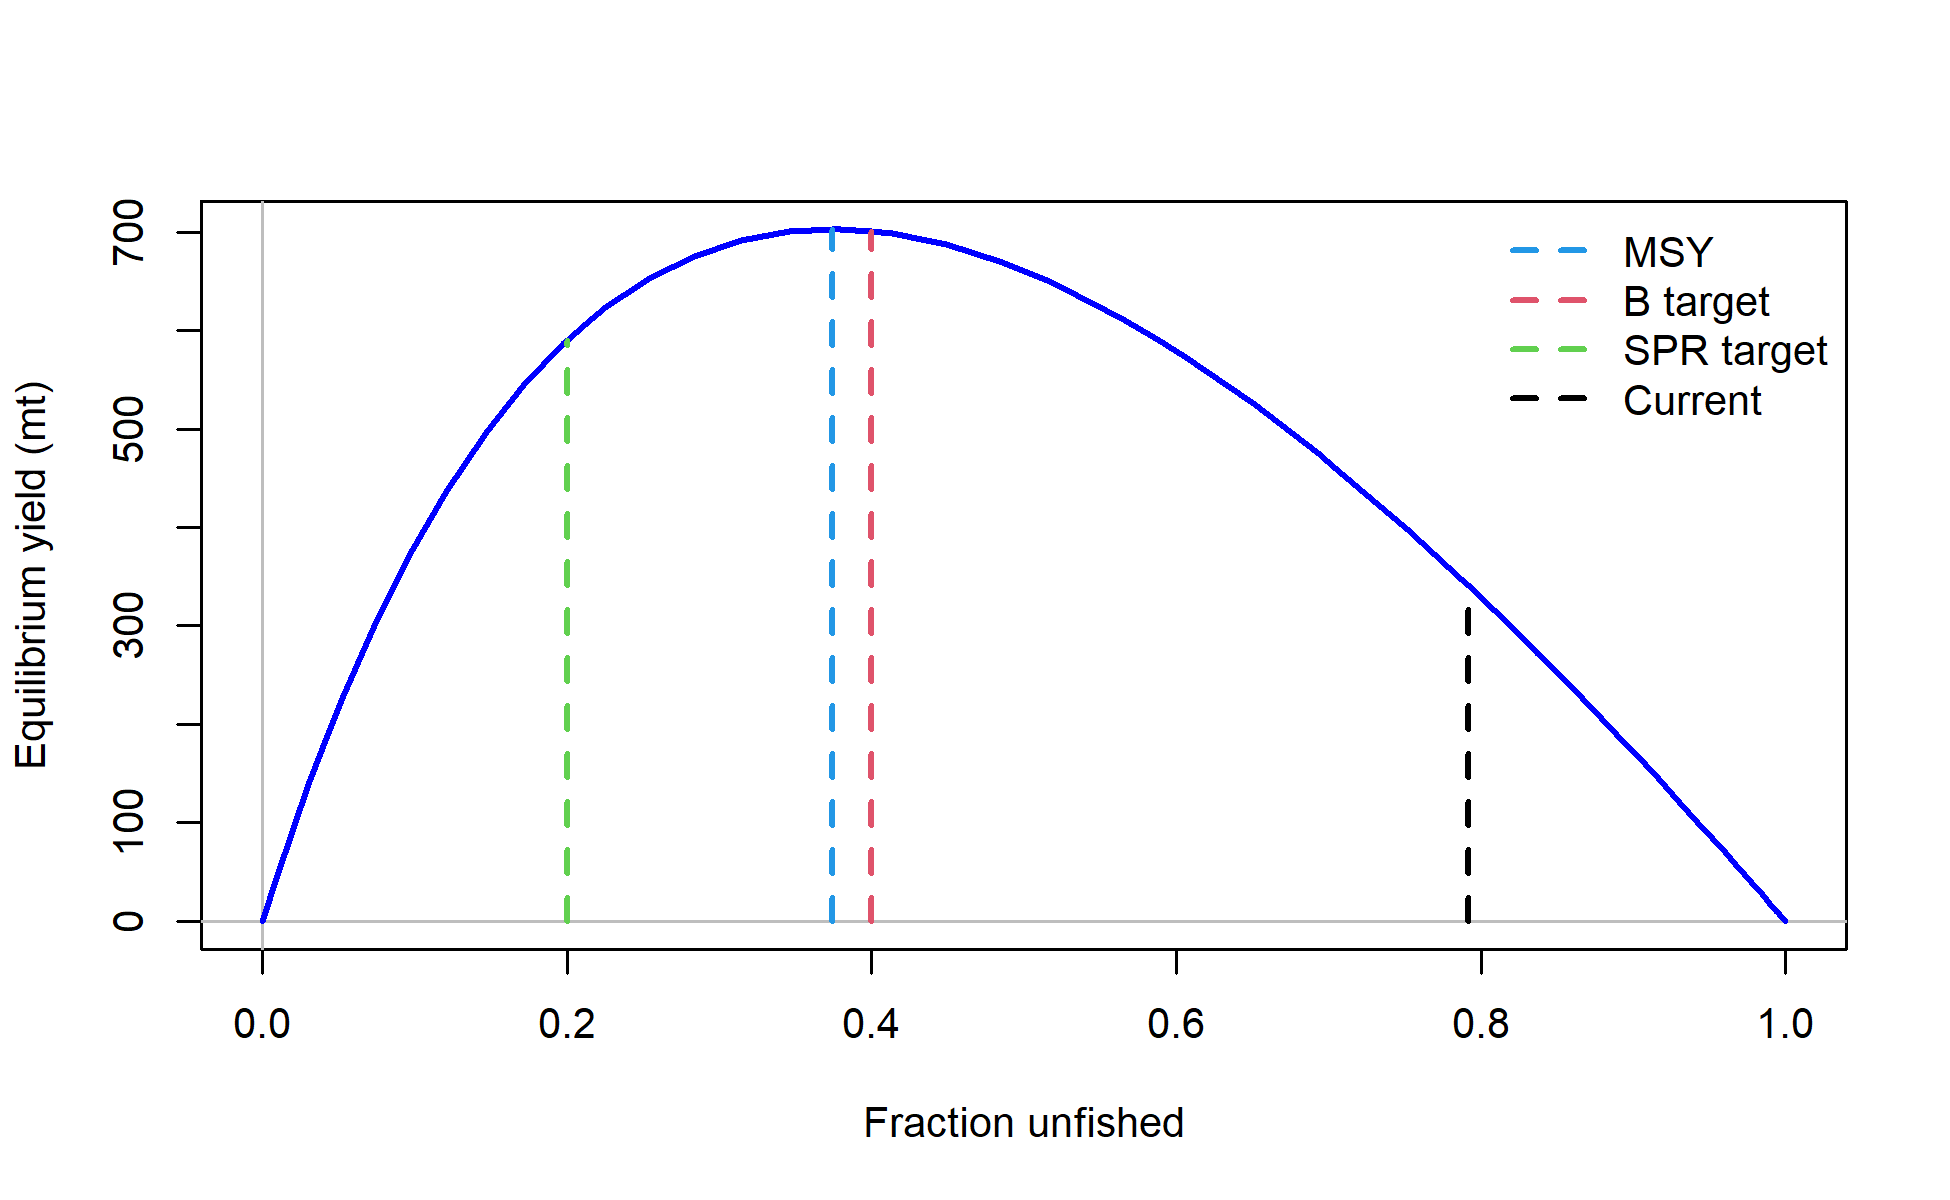 Equilibrium yield (mt)
700
500
300
100
0
MSY
B target
SPR target
Current
0.0 0.2 0.4 0.6 0.8 1.0
Fraction unfished